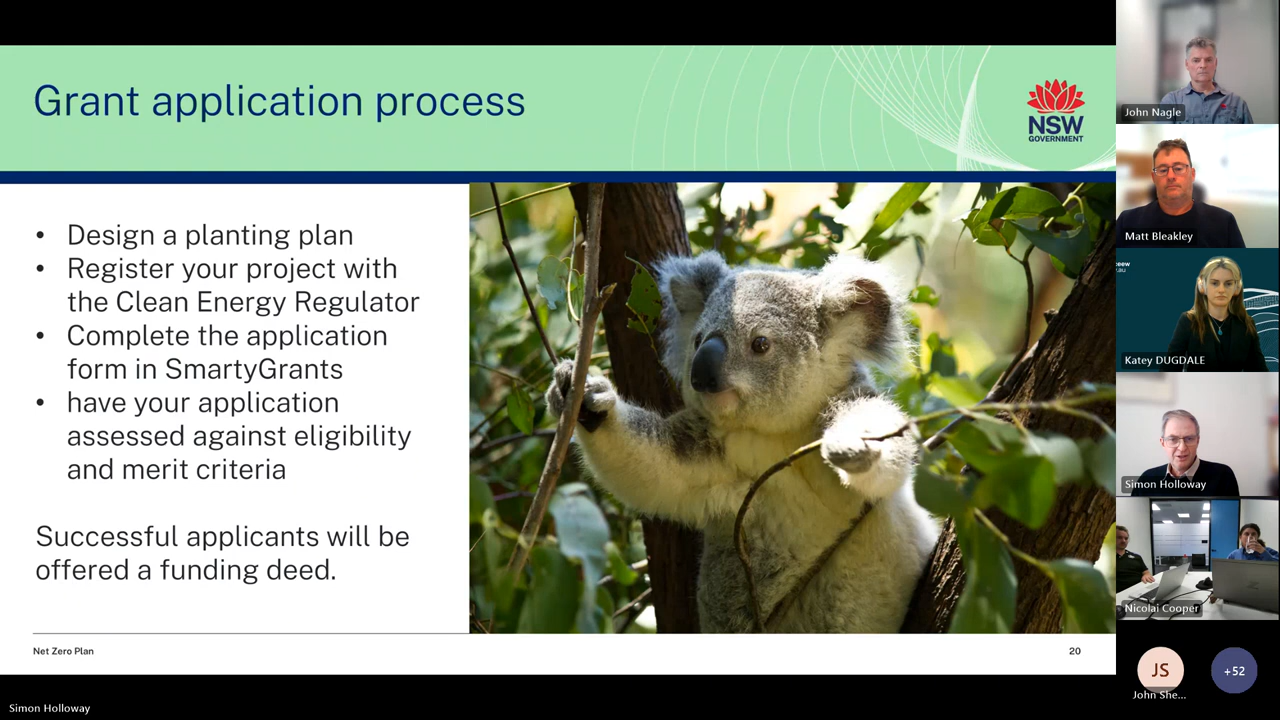 Grant application process
NSW
GOVERNMENT
• Design a planting plan
• Register your project with
the Clean Energy Regulator
• Complete the application
form in SmartyGrants
• have your application
assessed against eligibility
and merit criteria
Successful applicants will be
offered a funding deed.
Net Zero Plan
20
Simon Holloway
John Nagle
Matt Bleakley
Katey DUGDALE
Simon Holloway
Nicolai Cooper
JS
John She...
+52